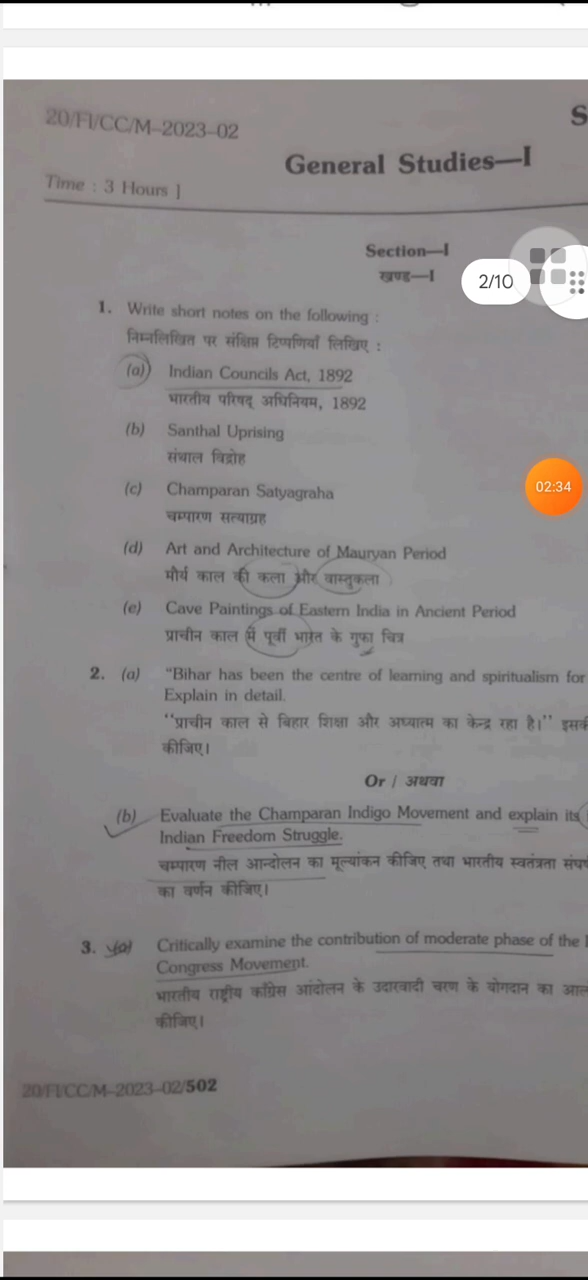 20/FI/CC/M–2023–02
S
General Studies—I
Time : 3 Hours ]
Section—I
खण्ड—I
2/10
1. Write short notes on the following :
निम्नलिखित पर संक्षिप्त टिप्पणियाँ लिखिए :
(a) Indian Councils Act, 1892
भारतीय परिषद् अधिनियम, 1892
(b) Santhal Uprising
संथाल विद्रोह
02:34
(c) Champaran Satyagraha
चम्पारण सत्याग्रह
(d) Art and Architecture of Mauryan Period
मौर्य काल की कला और वास्तुकला
(e) Cave Paintings of Eastern India in Ancient Period
प्राचीन काल में पूर्वी भारत के गुफा चित्र
2. (a) “Bihar has been the centre of learning and spiritualism for
Explain in detail.
‘‘प्राचीन काल से बिहार शिक्षा और अध्यात्म का केन्द्र रहा है।’’
कीजिए।
Or / अथवा
(b) Evaluate the Champaran Indigo Movement and explain its
Indian Freedom Struggle.
चम्पारण नील आन्दोलन का मूल्यांकन कीजिए तथा भारतीय स्वतंत्रता
का वर्णन कीजिए।
3. (a) Critically examine the contribution of moderate phase of the
Congress Movement.
भारतीय राष्ट्रीय काँग्रेस आंदोलन के उदारवादी चरण के योगदान का
कीजिए।
20/FI/CC/M–2023–02/502